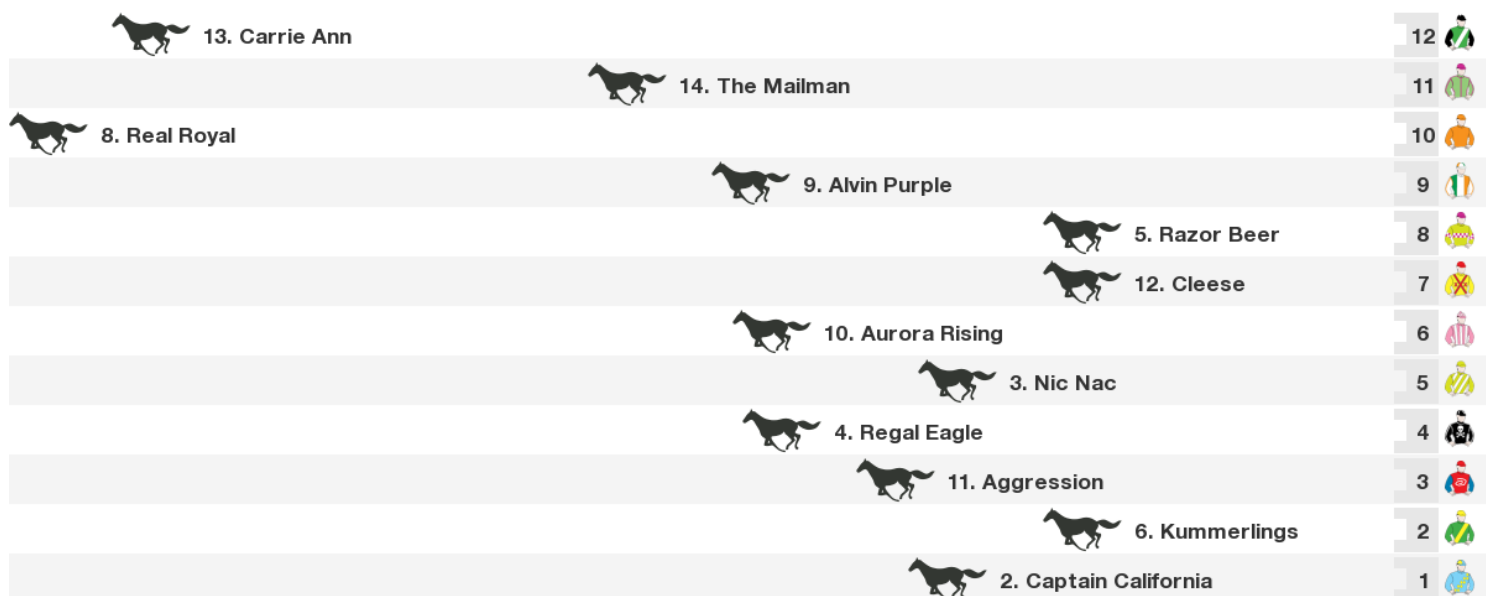 13. Carrie Ann 12
14. The Mailman 11
8. Real Royal 10
9. Alvin Purple 9
5. Razor Beer 8
12. Cleese 7
10. Aurora Rising 6
3. Nic Nac 5
4. Regal Eagle 4
11. Aggression 3
6. Kummerlings 2
2. Captain California 1